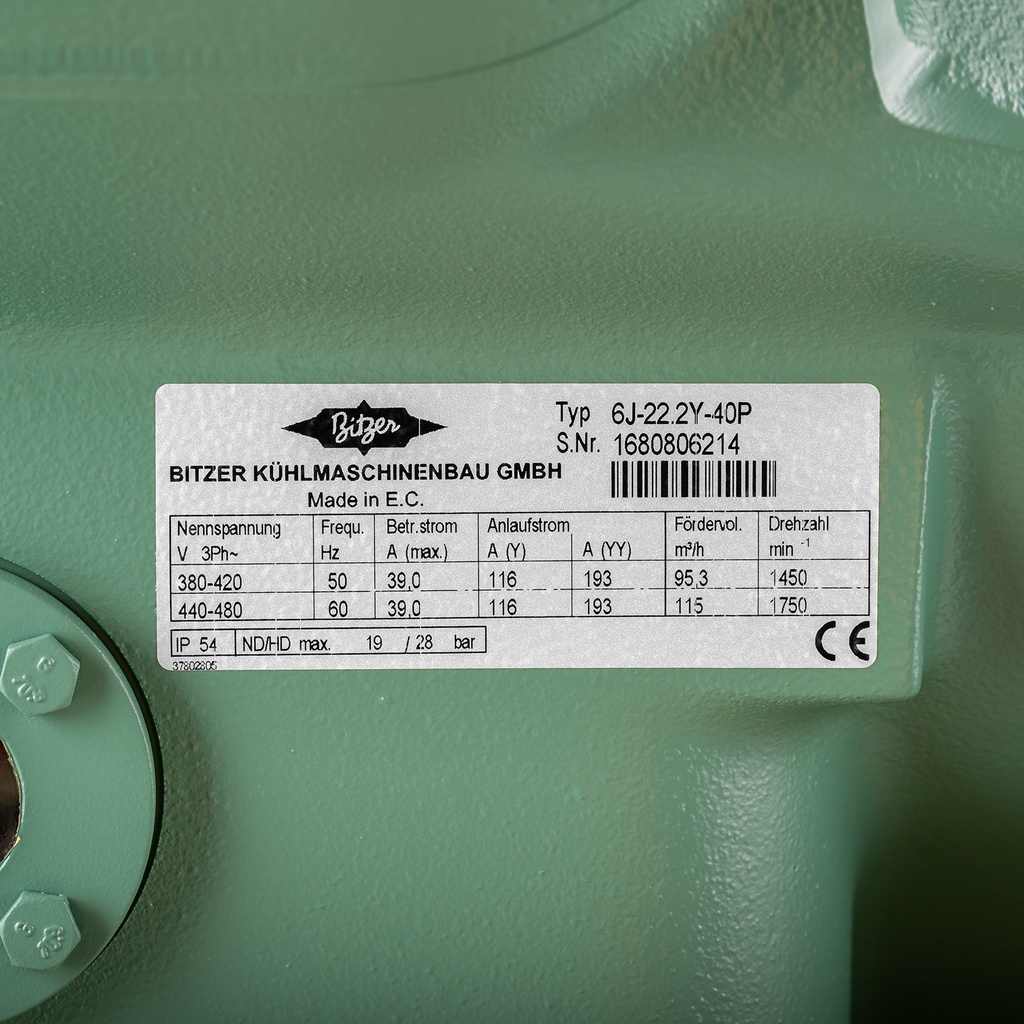 Bitzer
Typ 6J-22.2Y-40P
S.Nr. 1680806214
BITZER KÜHLMASCHINENBAU GMBH
Made in E.C.
Nennspannung Frequ. Betr.strom Anlaufstrom Fördervol. Drehzahl
V 3Ph~ Hz A (max.) A (Y) A (YY) m³/h min -1
380-420 50 39,0 116 193 95,3 1450
440-480 60 39,0 116 193 115 1750
IP 54 ND/HD max. 19 / 28 bar
CE
37802805